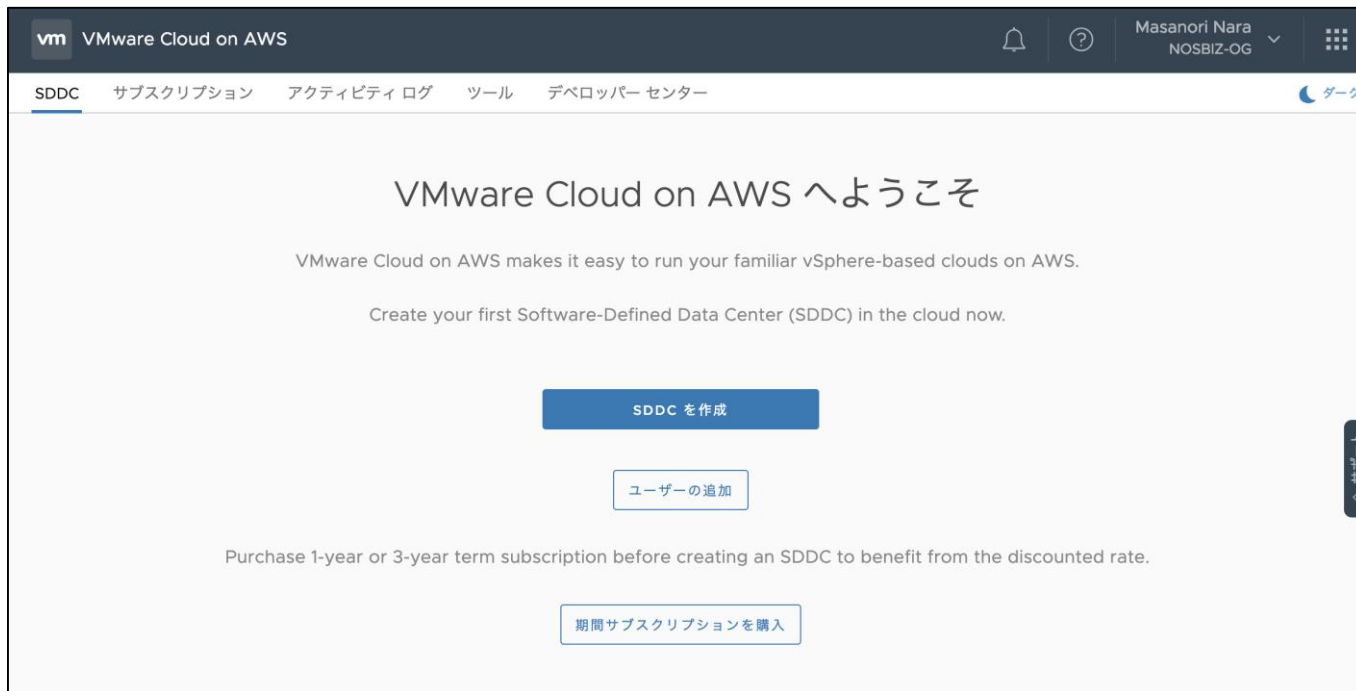 vm VMware Cloud on AWS
Masanori Nara
NOSBIZ-OG
SDDC サブスクリプション アクティビティ ログ ツール デベロッパー センター
ダーク
VMware Cloud on AWS へようこそ
VMware Cloud on AWS makes it easy to run your familiar vSphere-based clouds on AWS.
Create your first Software-Defined Data Center (SDDC) in the cloud now.
SDDC を作成
ユーザーの追加
Purchase 1-year or 3-year term subscription before creating an SDDC to benefit from the discounted rate.
期間サブスクリプションを購入